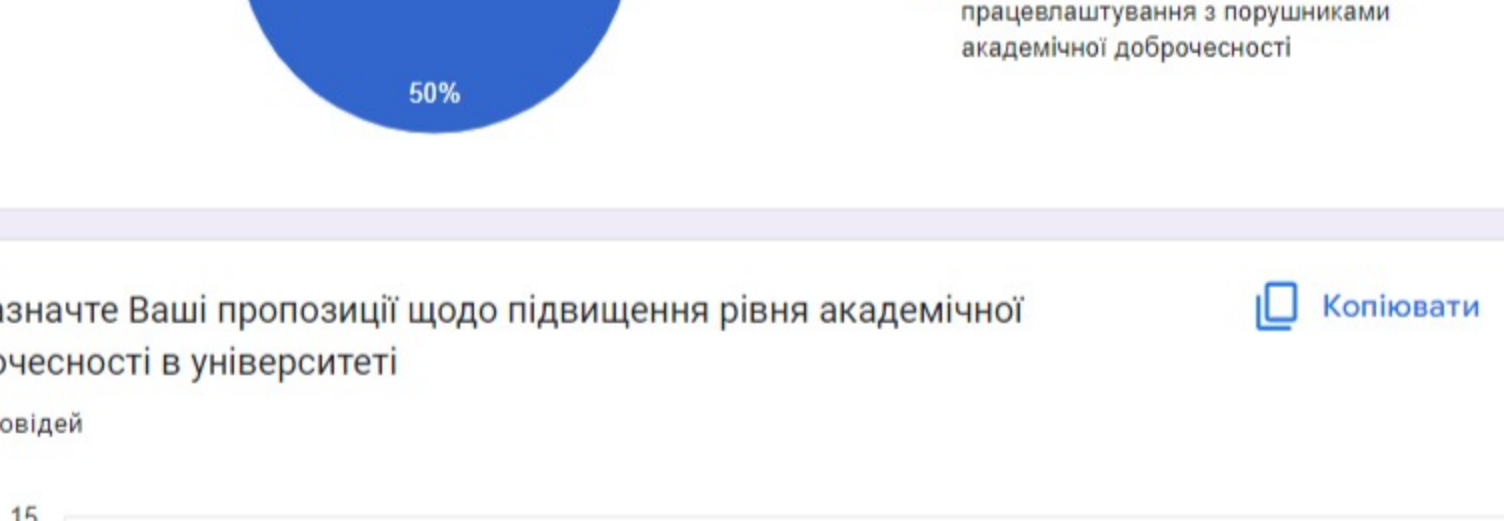 працевлаштування з порушниками
академічної доброчесності
50%
азначте Ваші пропозиції щодо підвищення рівня академічної
очесності в університеті
Копіювати
овідей
15